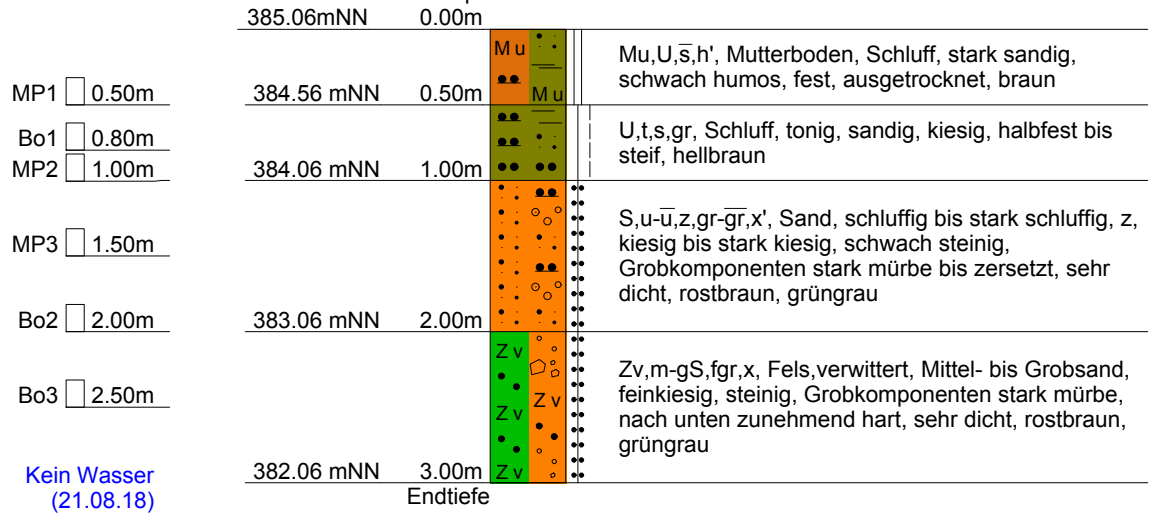 385.06mNN 0.00m
Mu
Mu,U,s̅,h', Mutterboden, Schluff, stark sandig,
schwach humos, fest, ausgetrocknet, braun
MP1 0.50m 384.56 mNN 0.50m Mu
Bo1 0.80m
U,t,s,gr, Schluff, tonig, sandig, kiesig, halbfest bis
steif, hellbraun
MP2 1.00m 384.06 mNN 1.00m
MP3 1.50m
S,u-u̅,z,gr-g̅r̅,x', Sand, schluffig bis stark schluffig, z,
kiesig bis stark kiesig, schwach steinig,
Grobkomponenten stark mürbe bis zersetzt, sehr
dicht, rostbraun, grüngrau
Bo2 2.00m 383.06 mNN 2.00m
Zv
Bo3 2.50m
Zv
Zv
Zv,m-gS,fgr,x, Fels,verwittert, Mittel- bis Grobsand,
feinkiesig, steinig, Grobkomponenten stark mürbe,
nach unten zunehmend hart, sehr dicht, rostbraun,
grüngrau
Kein Wasser
(21.08.18)
382.06 mNN 3.00m Zv
Endtiefe